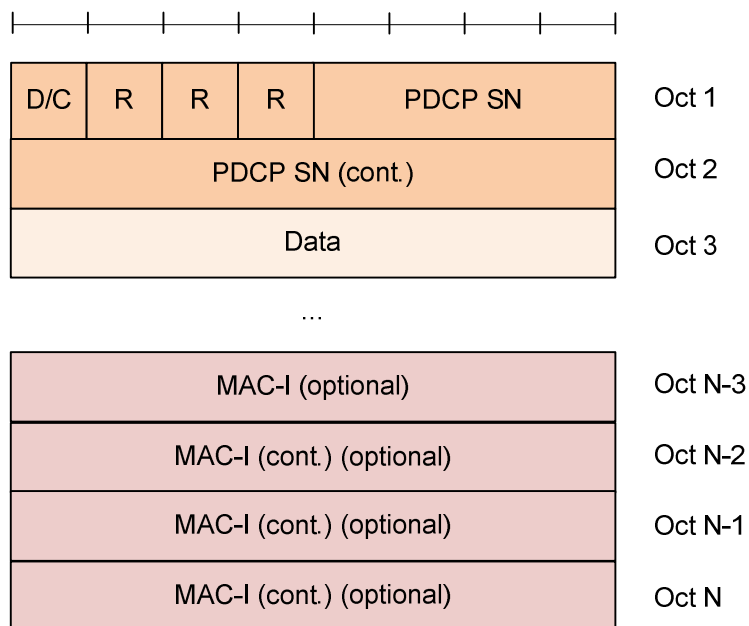 D/C R R R PDCP SN Oct 1
PDCP SN (cont.) Oct 2
Data Oct 3
...
MAC-I (optional) Oct N-3
MAC-I (cont.) (optional) Oct N-2
MAC-I (cont.) (optional) Oct N-1
MAC-I (cont.) (optional) Oct N